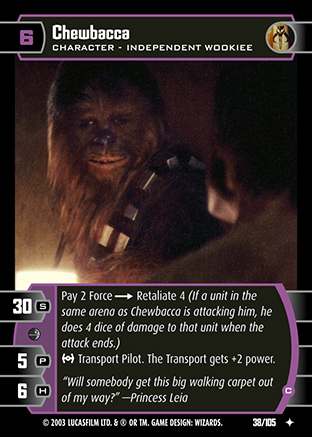 6 Chewbacca
CHARACTER - INDEPENDENT WOOKIEE
30 S
5 P
6 H
Pay 2 Force → Retaliate 4 (If a unit in the
same arena as Chewbacca is attacking him, he
does 4 dice of damage to that unit when the
attack ends.)
Transport Pilot. The Transport gets +2 power.
“Will somebody get this big walking carpet out
of my way?” —Princess Leia
C
© 2003 LUCASFILM LTD. & ® OR TM. GAME DESIGN: WIZARDS. 38/105